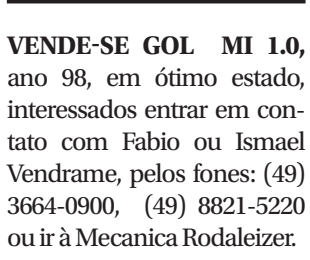 VENDE-SE GOL MI 1.0,
ano 98, em ótimo estado,
interessados entrar em con-
tato com Fabio ou Ismael
Vendrame, pelos fones: (49)
3664-0900, (49) 8821-5220
ou ir à Mecanica Rodaleizer.